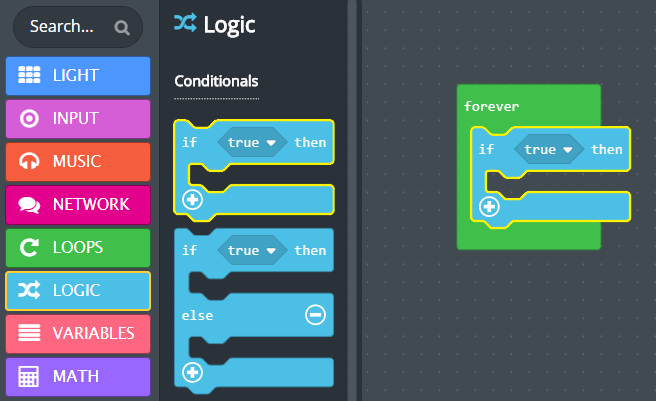 Search...
LIGHT
INPUT
MUSIC
NETWORK
LOOPS
LOGIC
VARIABLES
MATH
Logic
Conditionals
if true then
if true then
else
forever
if true then